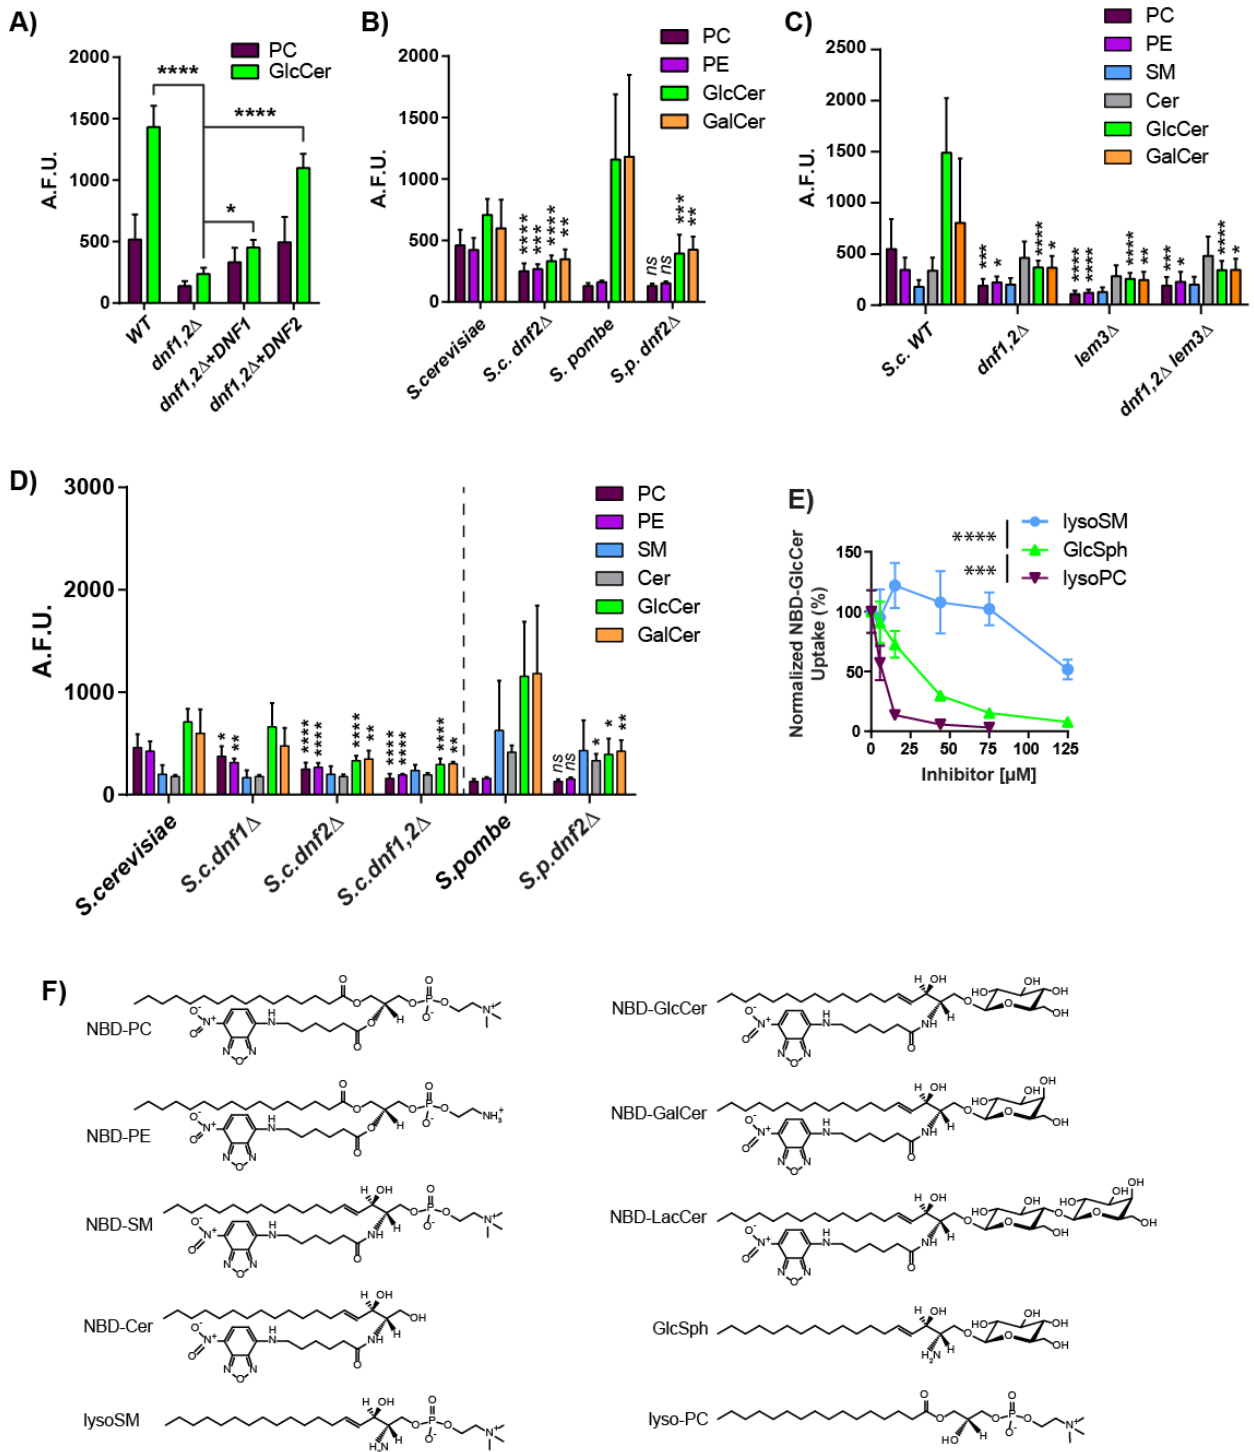 A)
2000
1500
1000
500
0
A.F.U.
PC
GlcCer
****
****
*
WT
dnf1,2Δ
dnf1,2Δ+DNF1
dnf1,2Δ+DNF2
B)
2000
1500
1000
500
0
A.F.U.
PC
PE
GlcCer
GalCer
**** *** **** **
ns ns *** **
S.cerevisiae
S.c. dnf2Δ
S. pombe
S.p. dnf2Δ
C)
2500
2000
1500
1000
500
0
A.F.U.
PC
PE
SM
Cer
GlcCer
GalCer
*** * **** *
**** **** **** **
*** * **** *
S.c. WT
dnf1,2Δ
lem3Δ
dnf1,2Δ lem3Δ
D)
3000
2000
1000
0
A.F.U.
PC
PE
SM
Cer
GlcCer
GalCer
* **
**** **** **** **
**** **** **** **
ns ns * * **
S.cerevisiae
S.c.dnf1Δ
S.c.dnf2Δ
S.c.dnf1,2Δ
S.pombe
S.p.dnf2Δ
E)
lysoSM
GlcSph
lysoPC
****
***
Normalized NBD-GlcCer
Uptake (%)
150
100
50
0
0 25 50 75 100 125
Inhibitor [µM]
F)
NBD-PC
NBD-GlcCer
NBD-PE
NBD-GalCer
NBD-SM
NBD-LacCer
NBD-Cer
GlcSph
lysoSM
lyso-PC